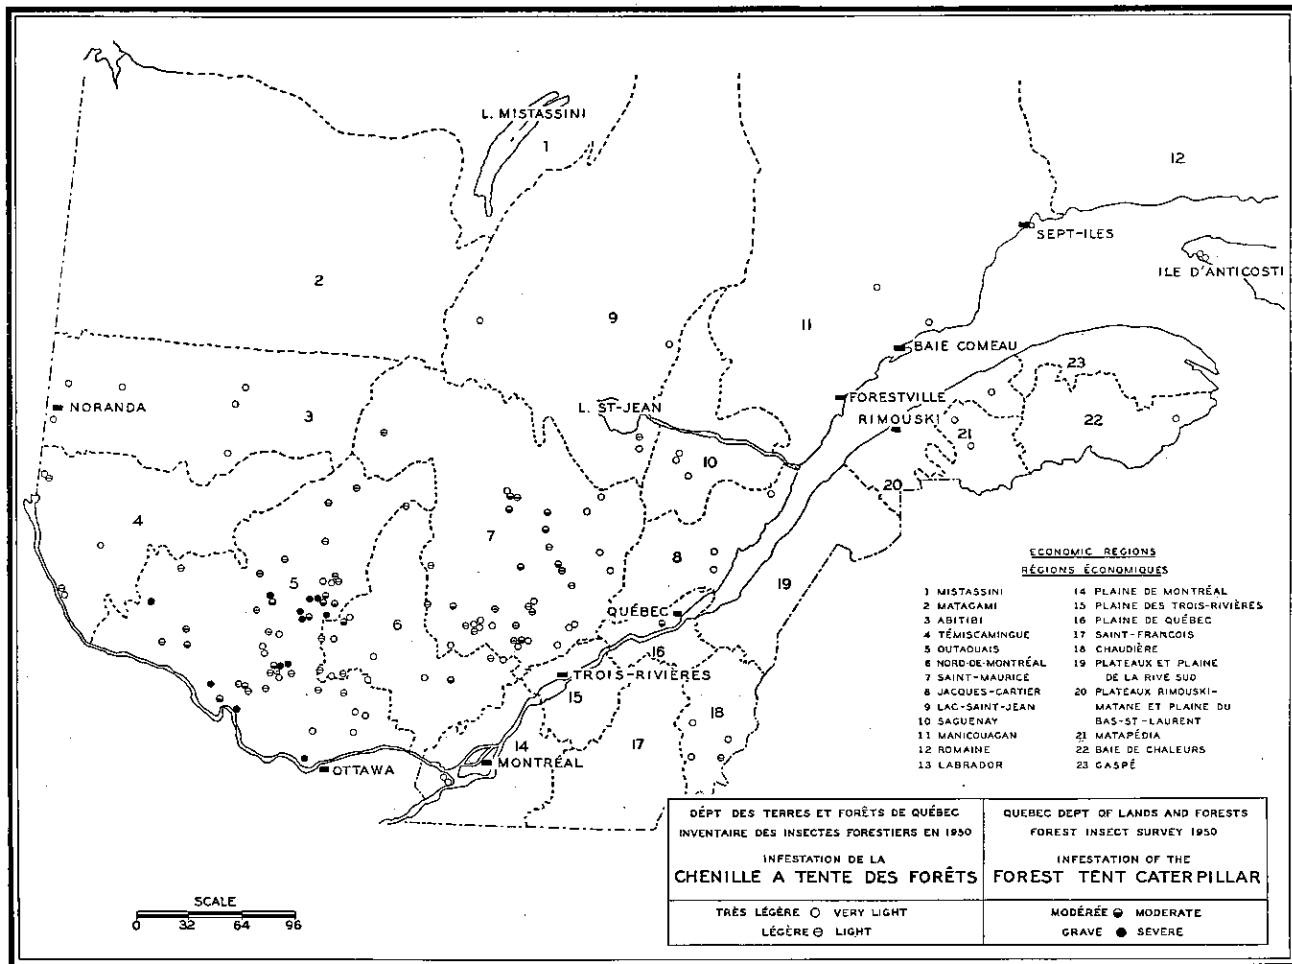 L. MISTASSINI
1
12
SEPT-ILES
ILE D'ANTICOSTI
2
9
11
BAIE COMEAU
23
NORANDA
3
L. ST-JEAN
FORESTVILLE
RIMOUSKI
21
22
10
20
4
7
8
19
5
QUÉBEC
6
16
TROIS-RIVIÈRES
15
18
14
17
MONTRÉAL
OTTAWA
ECONOMIC REGIONS
RÉGIONS ÉCONOMIQUES
1 MISTASSINI
2 MATAGAMI
3 ABITIBI
4 TÉMISCAMINGUE
5 OUTAOUAIS
6 NORD-DE-MONTRÉAL
7 SAINT-MAURICE
8 JACQUES-CARTIER
9 LAC-SAINT-JEAN
10 SAGUENAY
11 MANICOUAGAN
12 ROMAINE
13 LABRADOR
14 PLAINE DE MONTRÉAL
15 PLAINE DES TROIS-RIVIÈRES
16 PLAINE DE QUÉBEC
17 SAINT-FRANCOIS
18 CHAUDIÈRE
19 PLATEAUX ET PLAINE
DE LA RIVE SUD
20 PLATEAUX RIMOUSKI-
MATANE ET PLAINE DU
BAS-ST-LAURENT
21 MATAPÉDIA
22 BAIE DE CHALEURS
23 GASPÉ
DÉPT DES TERRES ET FORÊTS DE QUÉBEC
INVENTAIRE DES INSECTES FORESTIERS EN 1950
INFESTATION DE LA
CHENILLE A TENTE DES FORÊTS
QUEBEC DEPT OF LANDS AND FORESTS
FOREST INSECT SURVEY 1950
INFESTATION OF THE
FOREST TENT CATERPILLAR
TRÈS LÉGÈRE VERY LIGHT
LÉGÈRE LIGHT
MODÉRÉE MODERATE
GRAVE SEVERE
SCALE
0 32 64 96